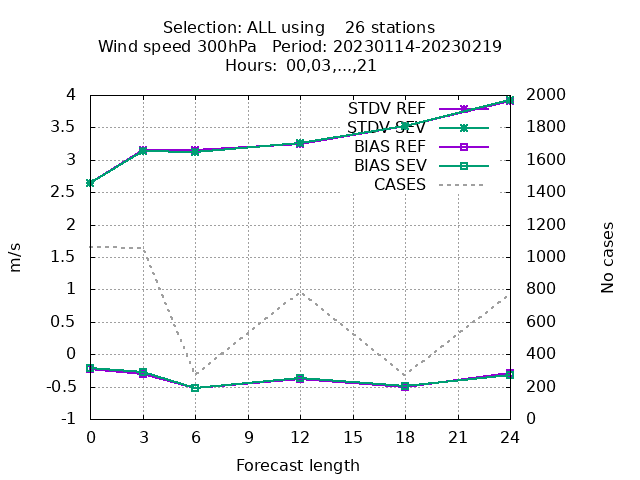 Selection: ALL using    26 stations
Wind speed 300hPa   Period: 20230114-20230219
Hours: 00,03,...,21
STDV REF
STDV SEV
BIAS REF
BIAS SEV
CASES
4
3.5
3
2.5
2
1.5
1
0.5
0
-0.5
-1
m/s
2000
1800
1600
1400
1200
1000
800
600
400
200
0
No cases
0 3 6 9 12 15 18 21 24
Forecast length